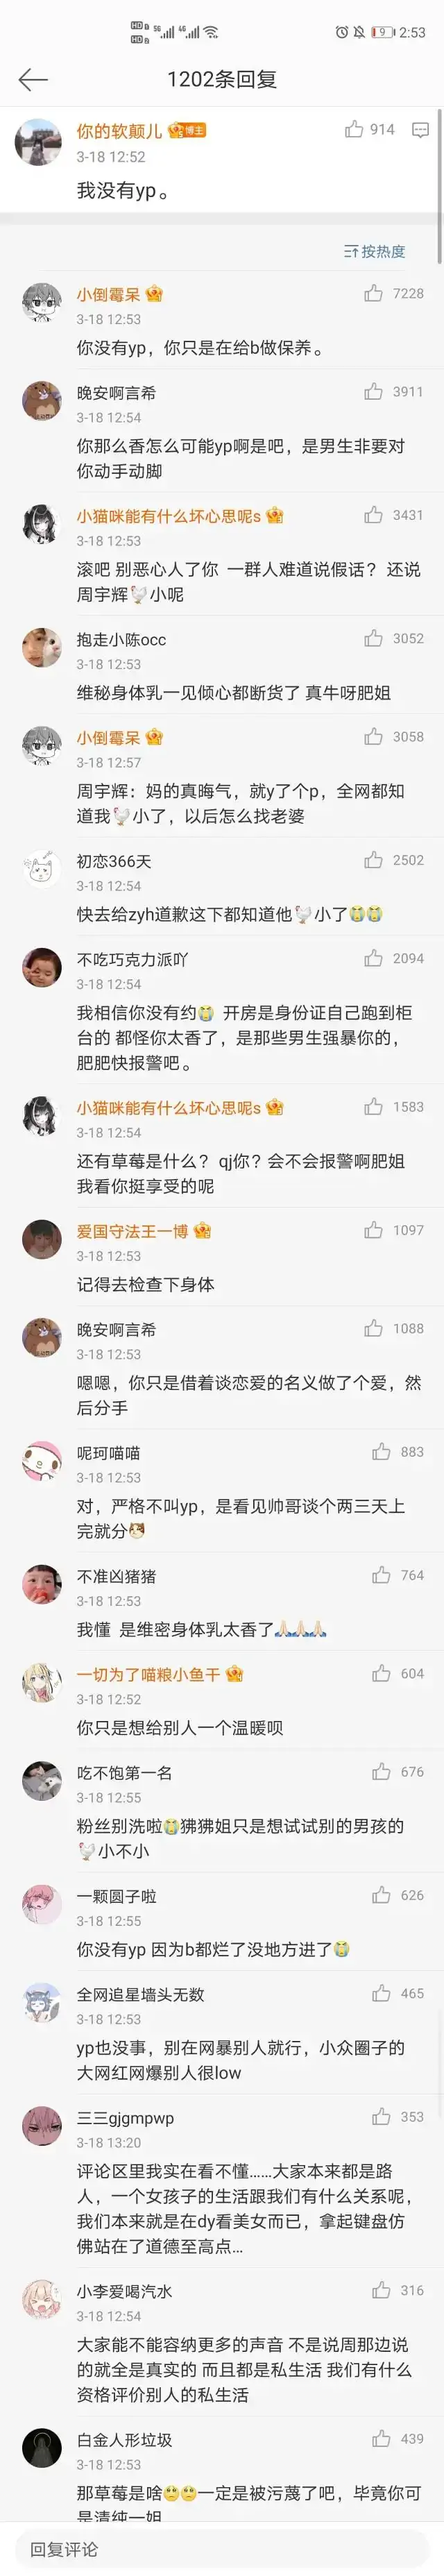 HD 1 5G 4G
HD 2
9 2:53
1202条回复
你的软颠儿 博主
914
3-18 12:52
我没有yp。
按热度
小倒霉呆
7228
3-18 12:53
你没有yp，你只是在给b做保养。
晚安啊言希
3911
3-18 12:54
你那么香怎么可能yp啊是吧，是男生非要对
你动手动脚
小猫咪能有什么坏心思呢s
3431
3-18 12:53
滚吧 别恶心人了你 一群人难道说假话？还说
周宇辉🐔小呢
抱走小陈occ
3052
3-18 12:53
维秘身体乳一见倾心都断货了 真牛呀肥姐
小倒霉呆
3058
3-18 12:57
周宇辉：妈的真晦气，就y了个p，全网都知
道我🐔小了，以后怎么找老婆
初恋366天
2502
3-18 12:54
快去给zyh道歉这下都知道他🐔小了😭😭
不吃巧克力派吖
2094
3-18 12:54
我相信你没有约😭 开房是身份证自己跑到柜
台的 都怪你太香了，是那些男生强暴你的，
肥肥快报警吧。
小猫咪能有什么坏心思呢s
1583
3-18 12:54
还有草莓是什么？qj你？会不会报警啊肥姐
我看你挺享受的呢
爱国守法王一博
1097
3-18 12:53
记得去检查下身体
晚安啊言希
1088
3-18 12:53
嗯嗯，你只是借着谈恋爱的名义做了个爱，然
后分手
呢珂喵喵
883
3-18 12:53
对，严格不叫yp，是看见帅哥谈个两三天上
完就分
不准凶猪猪
764
3-18 12:53
我懂 是维密身体乳太香了🙏🏻🙏🏻🙏🏻
一切为了喵粮小鱼干
604
3-18 12:52
你只是想给别人一个温暖呗
吃不饱第一名
676
3-18 12:55
粉丝别洗啦😭狒狒姐只是想试试别的男孩的
🐔小不小
一颗圆子啦
626
3-18 12:55
你没有yp 因为b都烂了没地方进了😭
全网追星墙头无数
465
3-18 12:53
yp也没事，别在网暴别人就行，小众圈子的
大网红网爆别人很low
三三gjgmpwp
353
3-18 13:20
评论区里我实在看不懂……大家本来都是路
人，一个女孩子的生活跟我们有什么关系呢，
我们本来就是在dy看美女而已，拿起键盘仿
佛站在了道德至高点...
小李爱喝汽水
316
3-18 12:54
大家能不能容纳更多的声音 不是说周那边说
的就全是真实的 而且都是私生活 我们有什么
资格评价别人的私生活
白金人形垃圾
439
3-18 12:53
那草莓是啥🙄🙄一定是被污蔑了吧，毕竟你可
是清纯一姐
回复评论